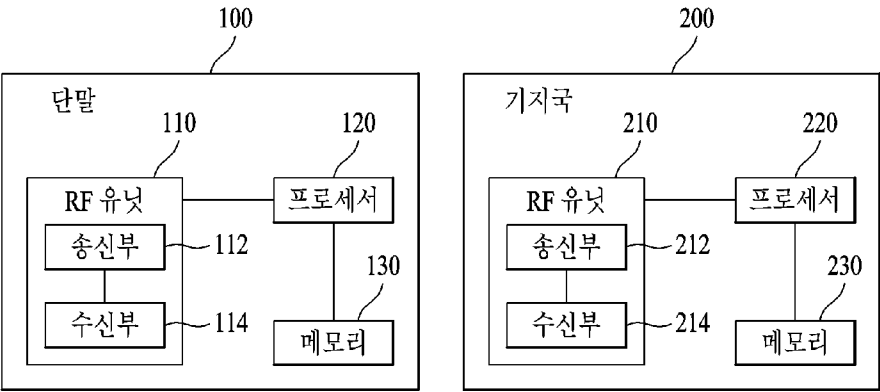 100
단말
110
120
RF 유닛
프로세서
송신부
112
130
수신부
114
메모리
200
기지국
210
220
RF 유닛
프로세서
송신부
212
230
수신부
214
메모리